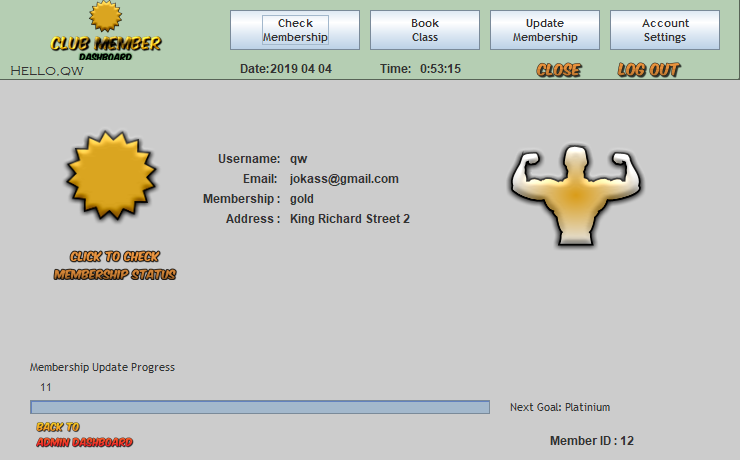 CLUB MEMBER
DASHBOARD
HELLO,QW
Check
Membership
Book
Class
Update
Membership
Account
Settings
Date:2019 04 04
Time: 0:53:15
CLOSE
LOG OUT
Username: qw
Email: jokass@gmail.com
Membership : gold
Address : King Richard Street 2
CLICK TO CHECK
MEMBERSHIP STATUS
Membership Update Progress
11
Next Goal: Platinium
BACK TO
ADMIN DASHBOARD
Member ID : 12